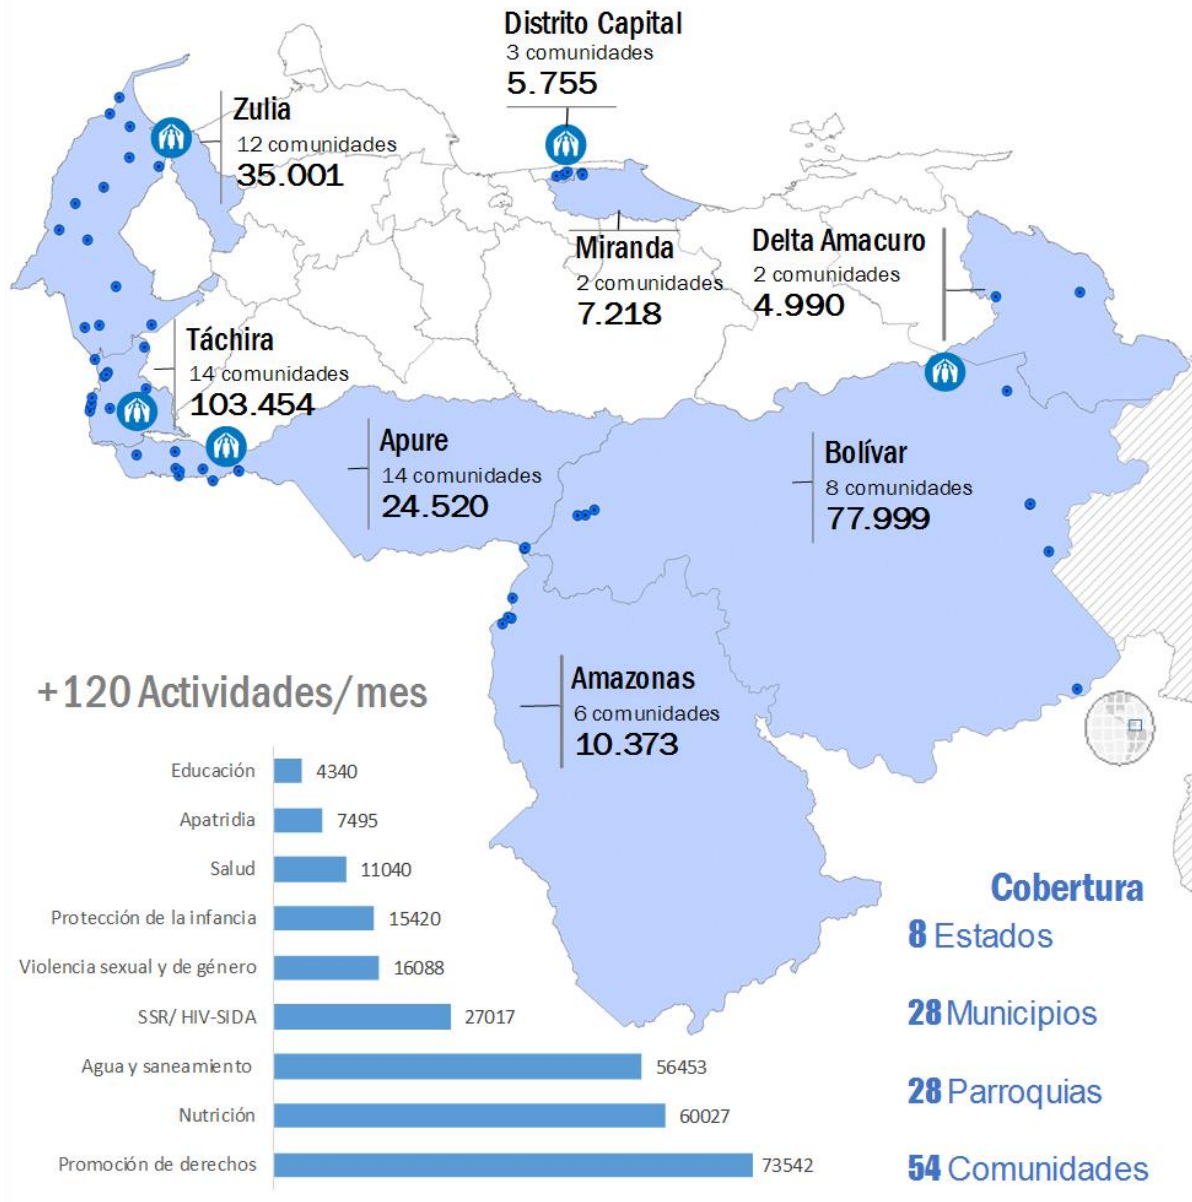 Distrito Capital
3 comunidades
5.755
Zulia
12 comunidades
35.001
Miranda
2 comunidades
7.218
Delta Amacuro
2 comunidades
4.990
Táchira
14 comunidades
103.454
Apure
14 comunidades
24.520
Bolívar
8 comunidades
77.999
Amazonas
6 comunidades
10.373
+120 Actividades/mes
Educación 4340
Apatridia 7495
Salud 11040
Protección de la infancia 15420
Violencia sexual y de género 16088
SSR/ HIV-SIDA 27017
Agua y saneamiento 56453
Nutrición 60027
Promoción de derechos 73542
Cobertura
8 Estados
28 Municipios
28 Parroquias
54 Comunidades